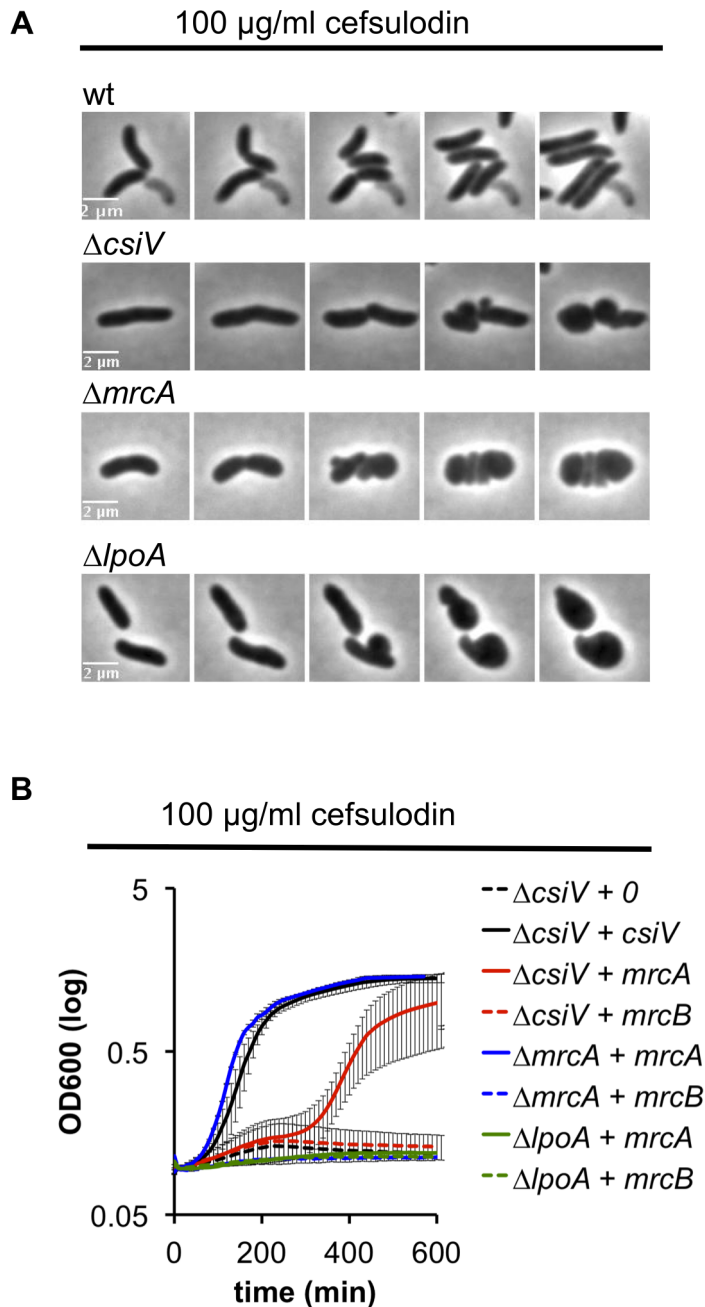 A
100 µg/ml cefsulodin
wt
2 µm
ΔcsiV
2 µm
ΔmrcA
2 µm
ΔlpoA
2 µm
B
100 µg/ml cefsulodin
5
0.5
0.05
OD600 (log)
0 200 400 600
time (min)
ΔcsiV + 0
ΔcsiV + csiV
ΔcsiV + mrcA
ΔcsiV + mrcB
ΔmrcA + mrcA
ΔmrcA + mrcB
ΔlpoA + mrcA
ΔlpoA + mrcB